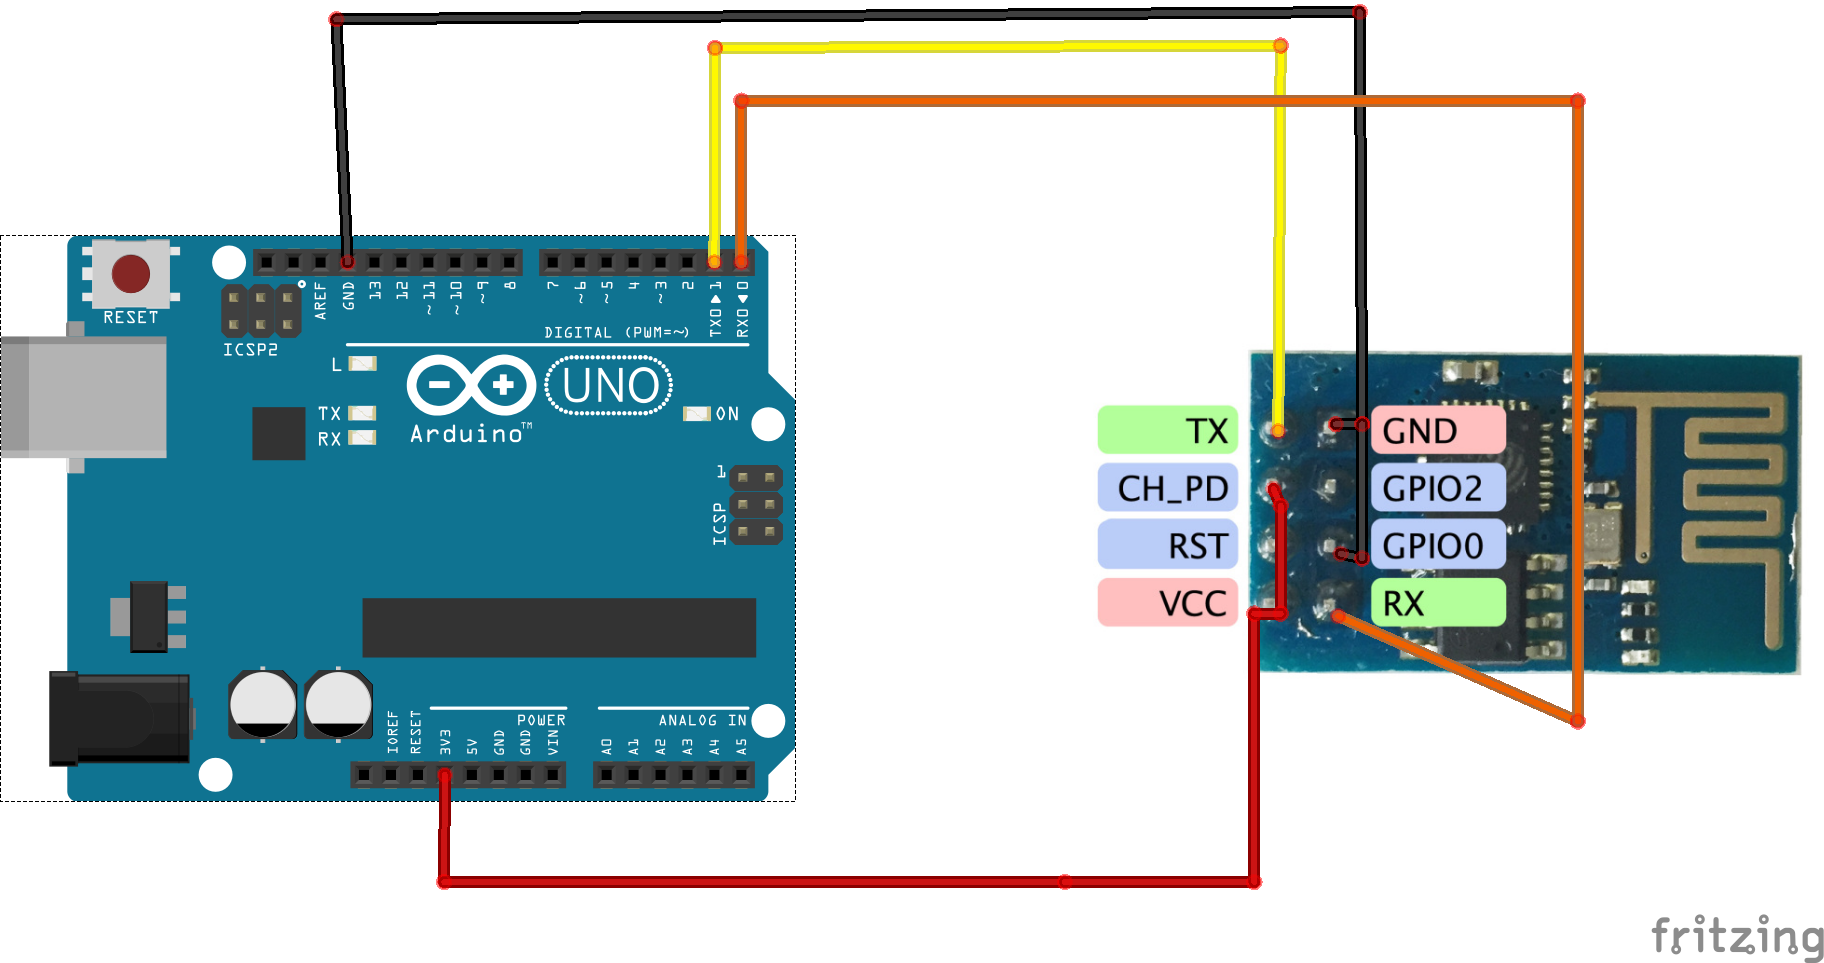 RESET
ICSP2
AREF
GND
13
12
~11
~10
~9
8
7
~6
~5
4
~3
2
TX0▶1
RX0◀0
DIGITAL (PWM=~)
L
TX
RX
UNO
Arduino™
ON
1
ICSP
IOREF
RESET
3V3
5V
GND
GND
VIN
POWER
ANALOG IN
A0
A1
A2
A3
A4
A5
TX
GND
CH_PD
GPIO2
RST
GPIO0
VCC
RX
fritzing